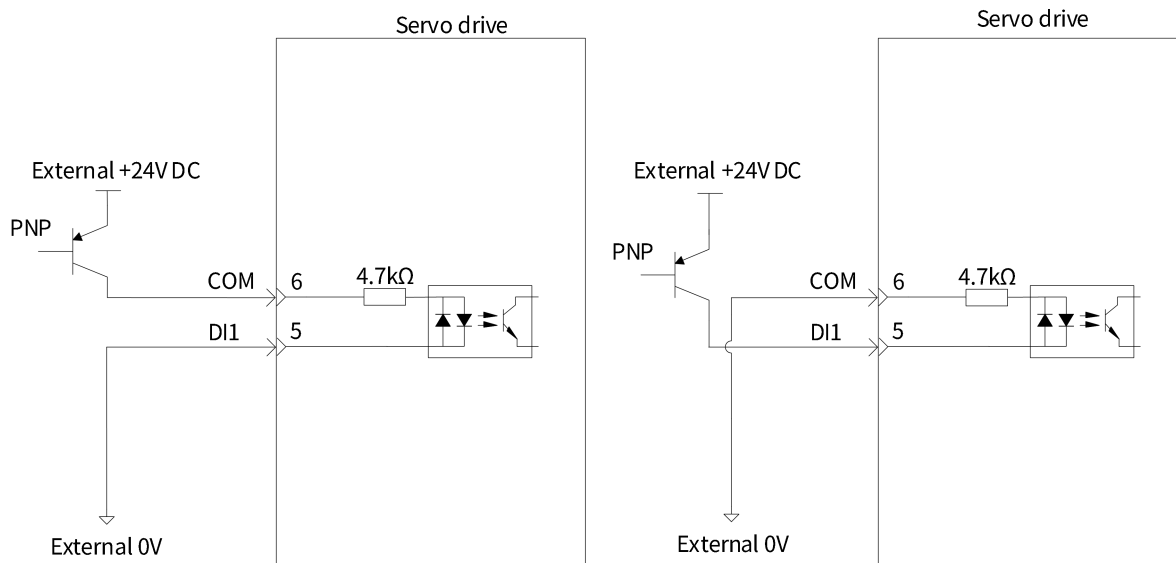 Servo drive
External +24V DC
PNP
COM
6
4.7kΩ
DI1
5
External 0V
Servo drive
External +24V DC
PNP
COM
6
4.7kΩ
DI1
5
External 0V